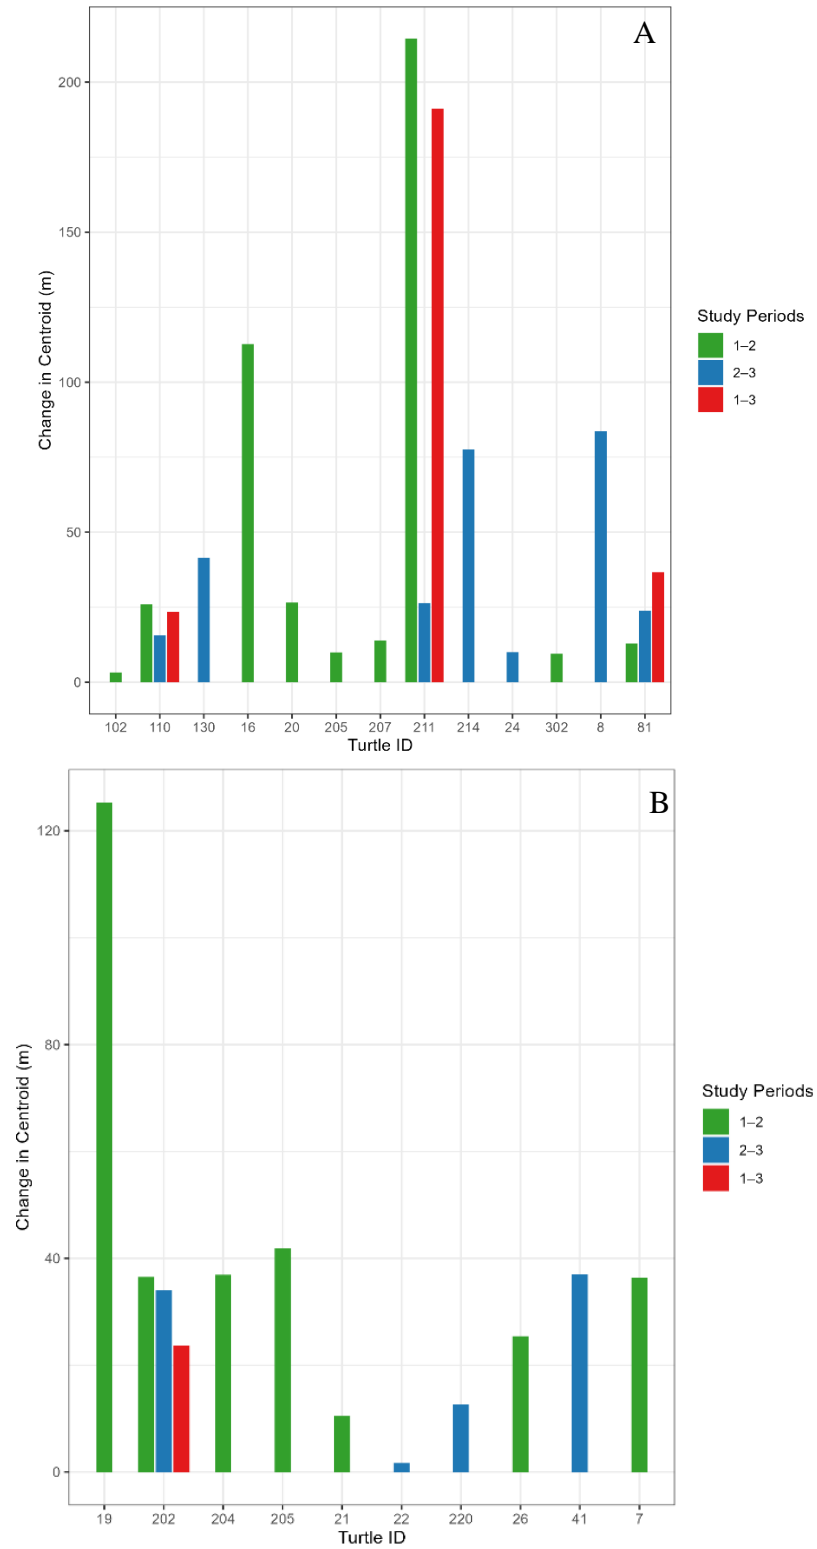 A
200
150
100
50
0
Change in Centroid (m)
102 110 130 16 20 205 207 211 214 24 302 8 81
Turtle ID
Study Periods
1–2
2–3
1–3
B
120
80
40
0
Change in Centroid (m)
19 202 204 205 21 22 220 26 41 7
Turtle ID
Study Periods
1–2
2–3
1–3